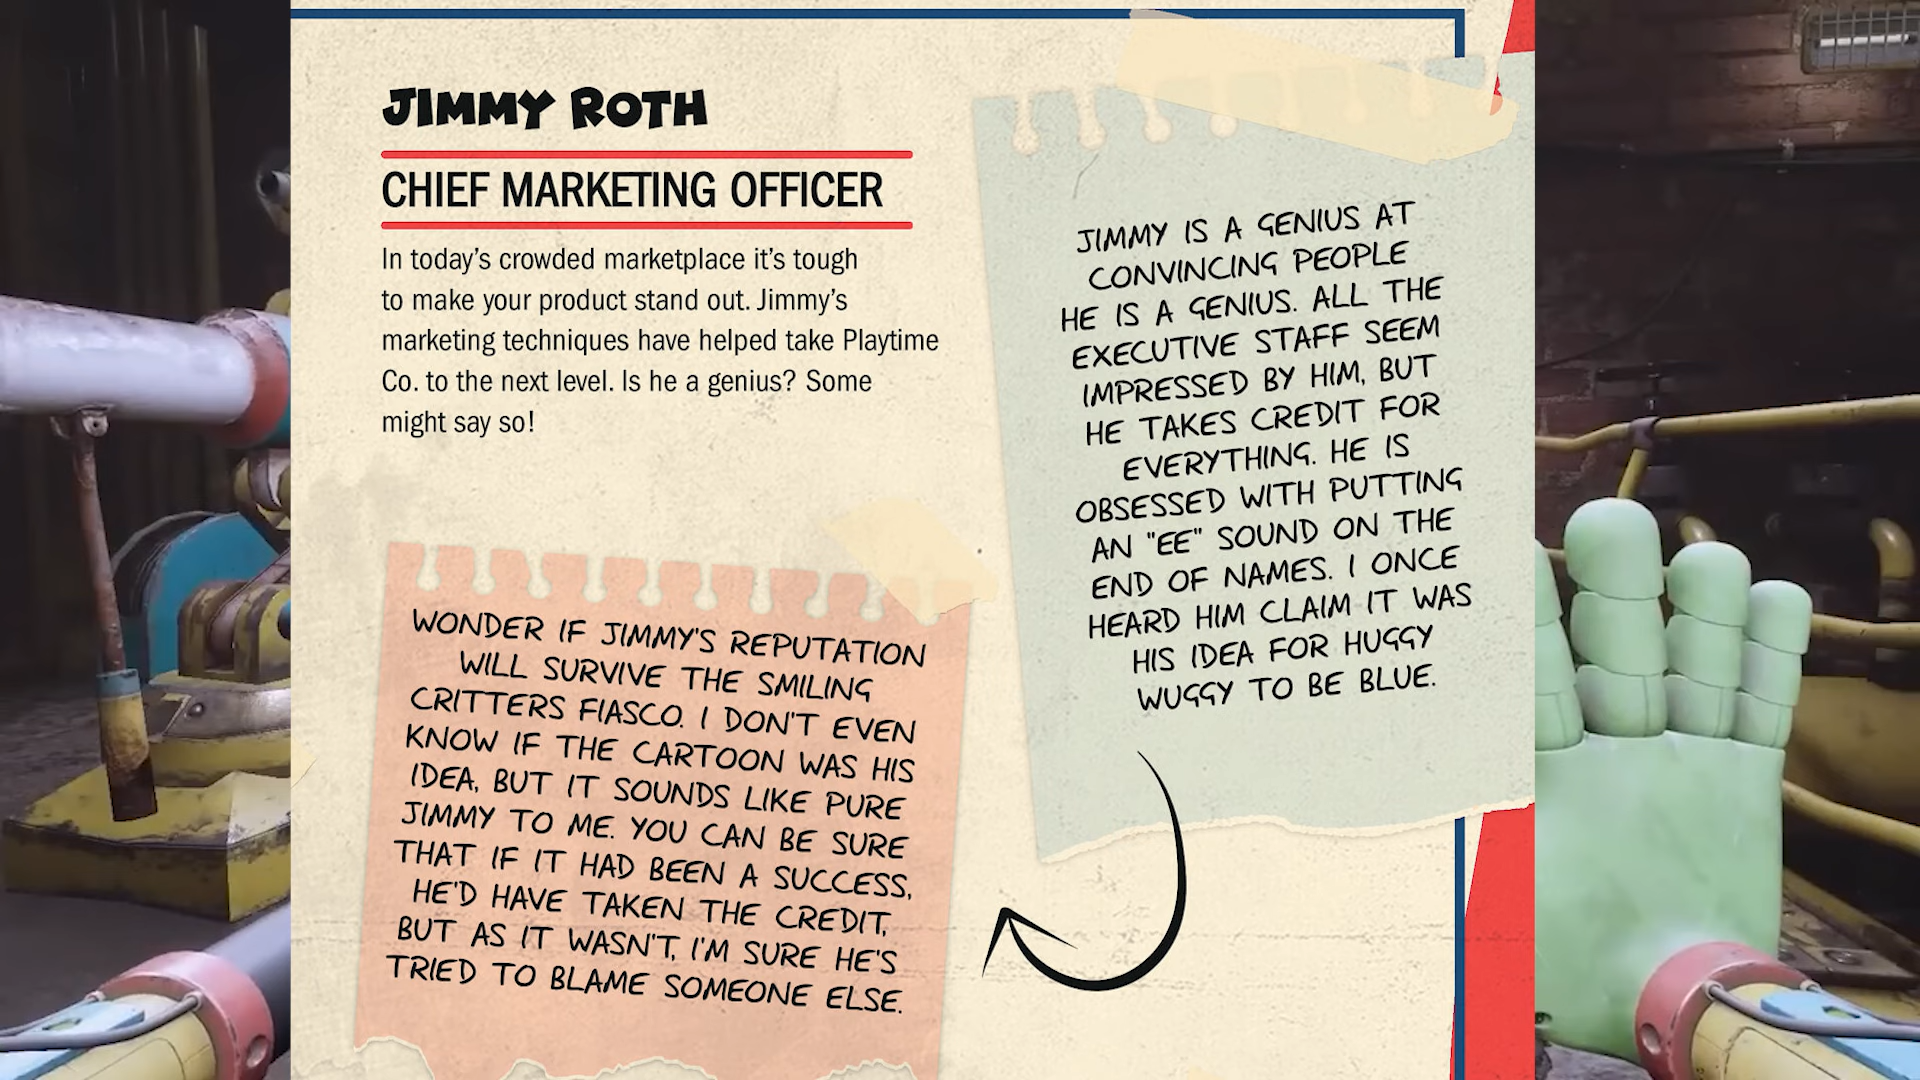 JIMMY ROTH
CHIEF MARKETING OFFICER
In today's crowded marketplace it's tough
to make your product stand out. Jimmy's
marketing techniques have helped take Playtime
Co. to the next level. Is he a genius? Some
might say so!
JIMMY IS A GENIUS AT
CONVINCING PEOPLE
HE IS A GENIUS. ALL THE
EXECUTIVE STAFF SEEM
IMPRESSED BY HIM, BUT
HE TAKES CREDIT FOR
EVERYTHING. HE IS
OBSESSED WITH PUTTING
AN "EE" SOUND ON THE
END OF NAMES. I ONCE
HEARD HIM CLAIM IT WAS
HIS IDEA FOR HUGGY
WUGGY TO BE BLUE.
WONDER IF JIMMY'S REPUTATION
WILL SURVIVE THE SMILING
CRITTERS FIASCO. I DON'T EVEN
KNOW IF THE CARTOON WAS HIS
IDEA, BUT IT SOUNDS LIKE PURE
JIMMY TO ME. YOU CAN BE SURE
THAT IF IT HAD BEEN A SUCCESS,
HE'D HAVE TAKEN THE CREDIT,
BUT AS IT WASN'T, I'M SURE HE'S
TRIED TO BLAME SOMEONE ELSE.